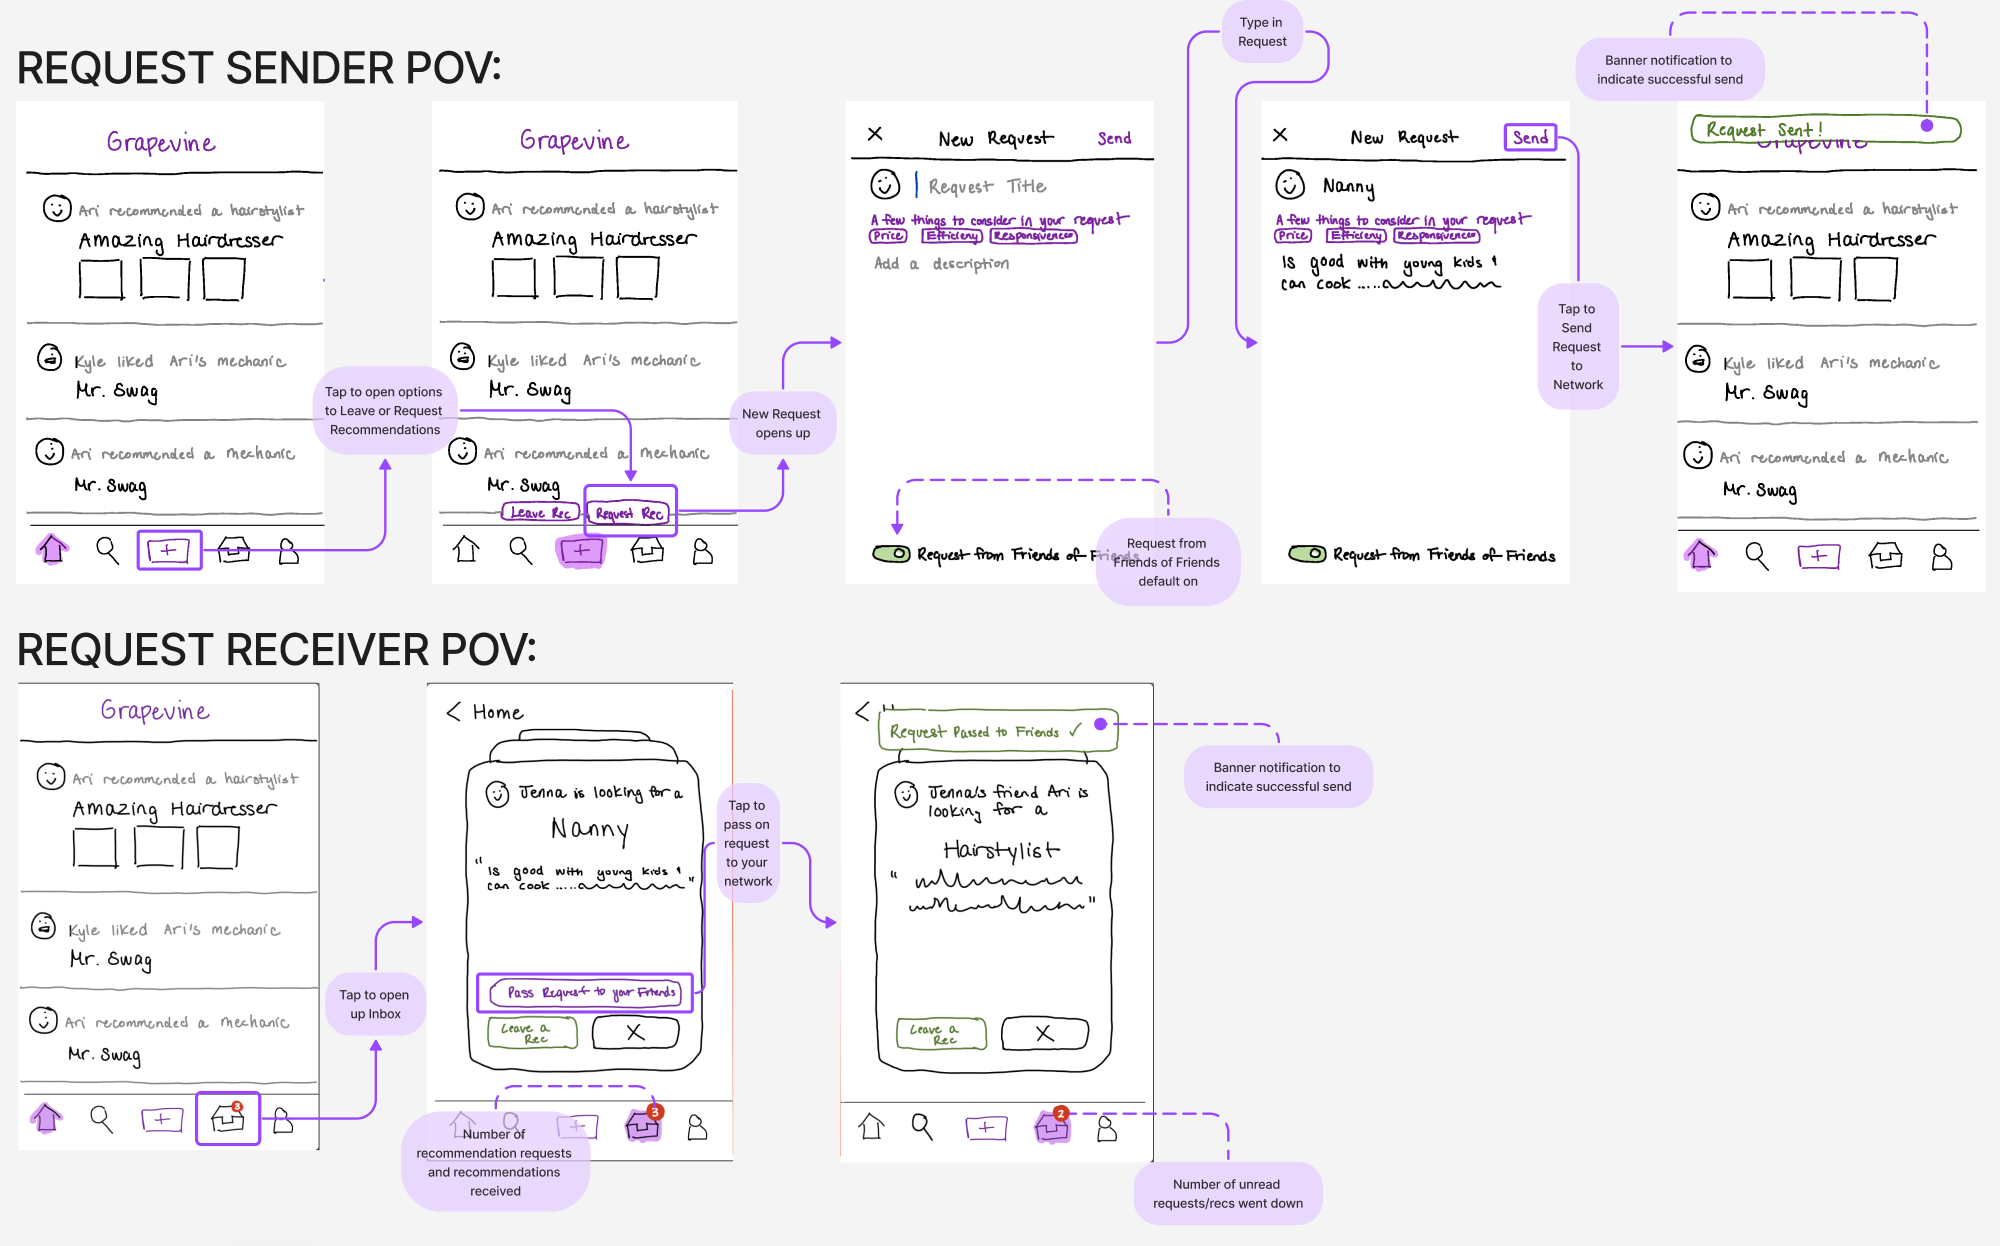 REQUEST SENDER POV:
Grapevine
Ari recommended a hairstylist
Amazing Hairdresser
Kyle liked Ari's mechanic
Mr. Swag
Ari recommended a mechanic
Mr. Swag
Tap to open options
to Leave or Request
Recommendations
Grapevine
Ari recommended a hairstylist
Amazing Hairdresser
Kyle liked Ari's mechanic
Mr. Swag
Ari recommended a mechanic
Mr. Swag
Leave Rec
Request Rec
New Request
opens up
New Request
Send
Request Title
A few things to consider in your request
Price
Efficieny
Responsiveness
Add a description
Request from Friends of Friends
Request from
Friends of Friends
default on
Type in
Request
New Request
Send
Nanny
A few things to consider in your request
Price
Efficieny
Responsiveness
Is good with young kids &
can cook .....
Request from Friends of Friends
Tap to
Send
Request
to
Network
Banner notification to
indicate successful send
Request Sent!
Grapevine
Ari recommended a hairstylist
Amazing Hairdresser
Kyle liked Ari's mechanic
Mr. Swag
Ari recommended a mechanic
Mr. Swag
REQUEST RECEIVER POV:
Grapevine
Ari recommended a hairstylist
Amazing Hairdresser
Kyle liked Ari's mechanic
Mr. Swag
Ari recommended a mechanic
Mr. Swag
3
Tap to open
up Inbox
< Home
Jenna is looking for a
Nanny
"Is good with young kids &
can cook ....."
Pass Request to your Friends
Leave a
Rec
X
3
Number of
recommendation requests
and recommendations
received
Tap to
pass on
request
to your
network
Request Passed to Friends ✓
Jenna's friend Ari is
looking for a
Hairstylist
Leave a
Rec
X
2
Banner notification to
indicate successful send
Number of unread
requests/recs went down